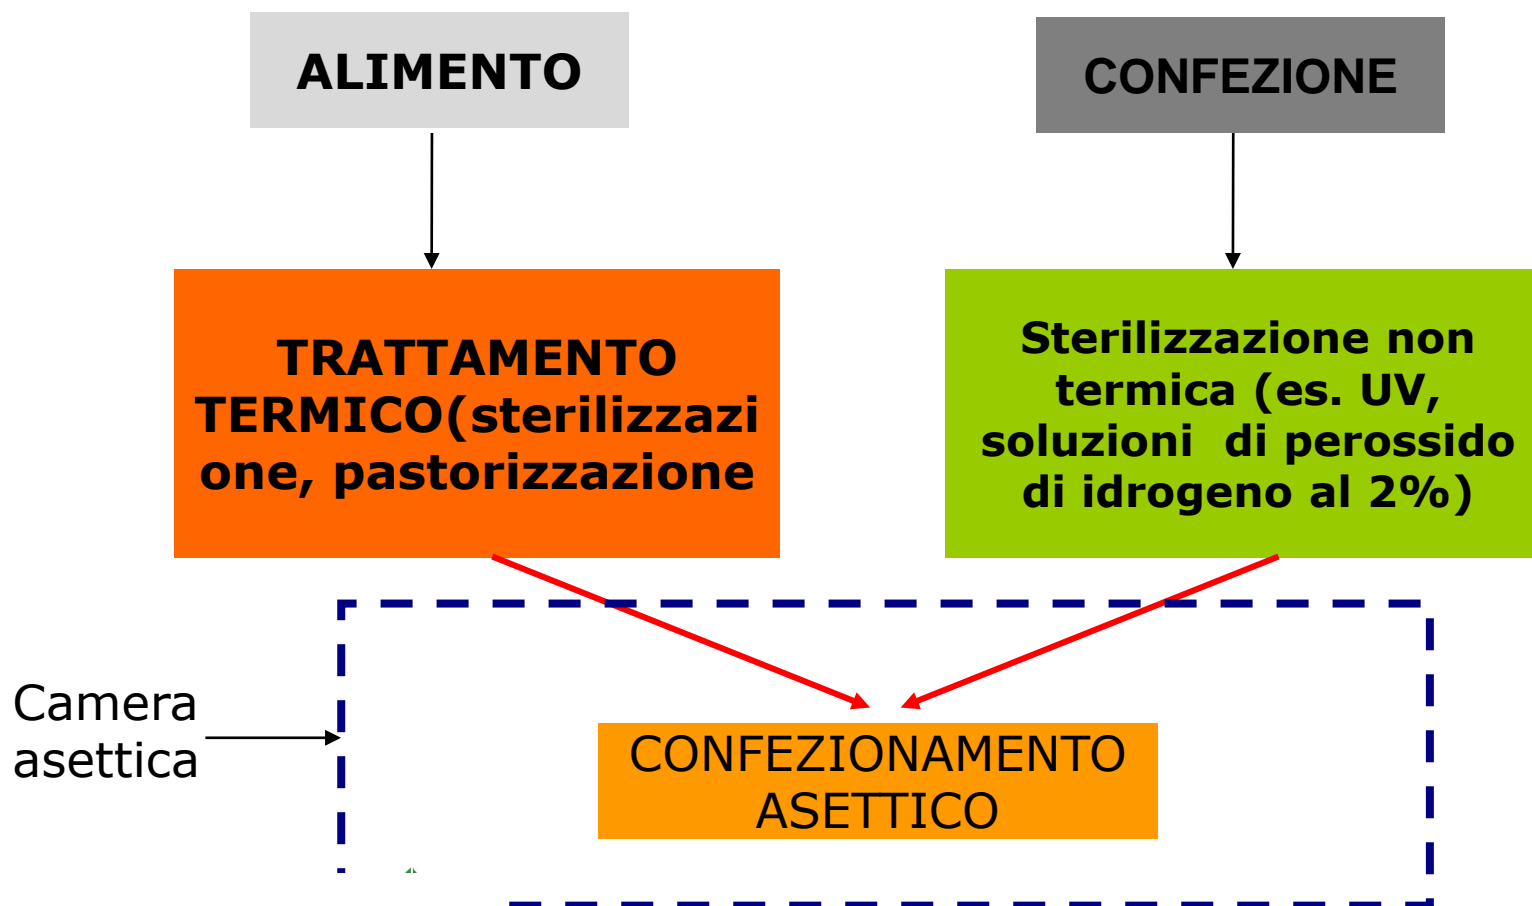 ALIMENTO
CONFEZIONE
TRATTAMENTO
TERMICO(sterilizzazi
one, pastorizzazione
Sterilizzazione non
termica (es. UV,
soluzioni  di perossido
di idrogeno al 2%)
Camera
asettica
CONFEZIONAMENTO
ASETTICO